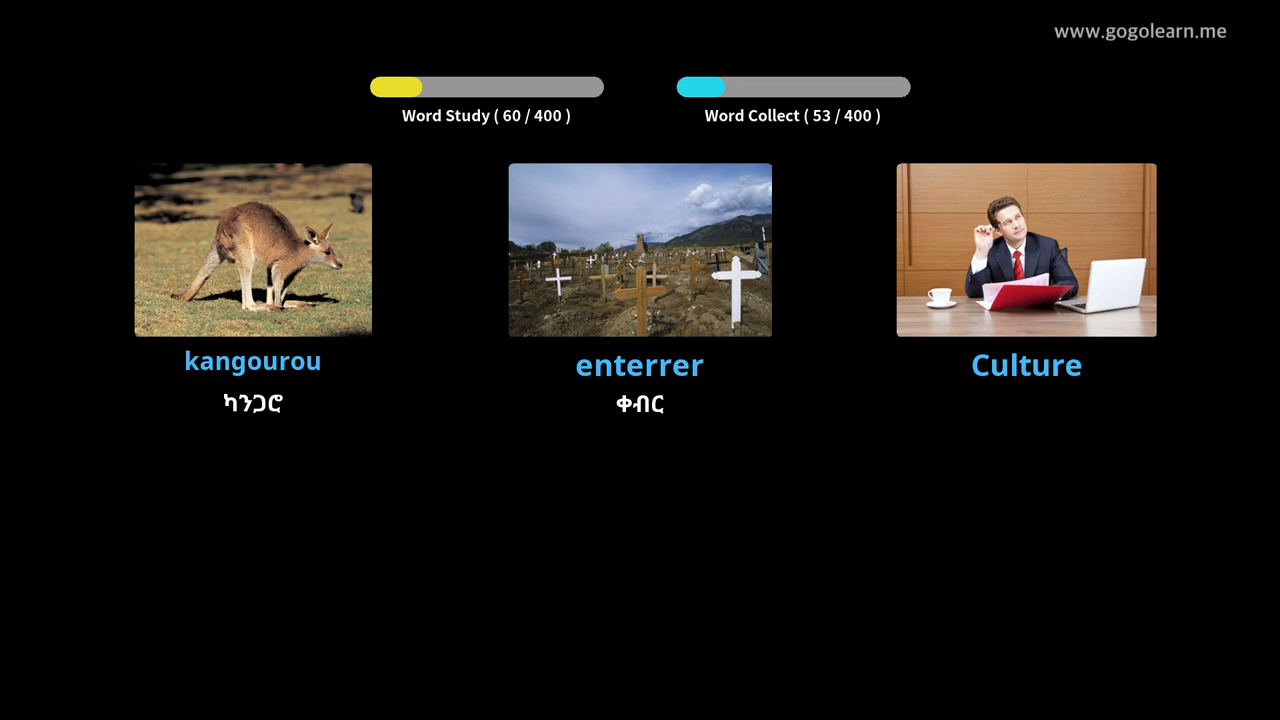 www.gogolearn.me
Word Study ( 60 / 400 )
Word Collect ( 53 / 400 )
kangourou
enterrer
Culture
ካንጋሮ
ቀብር